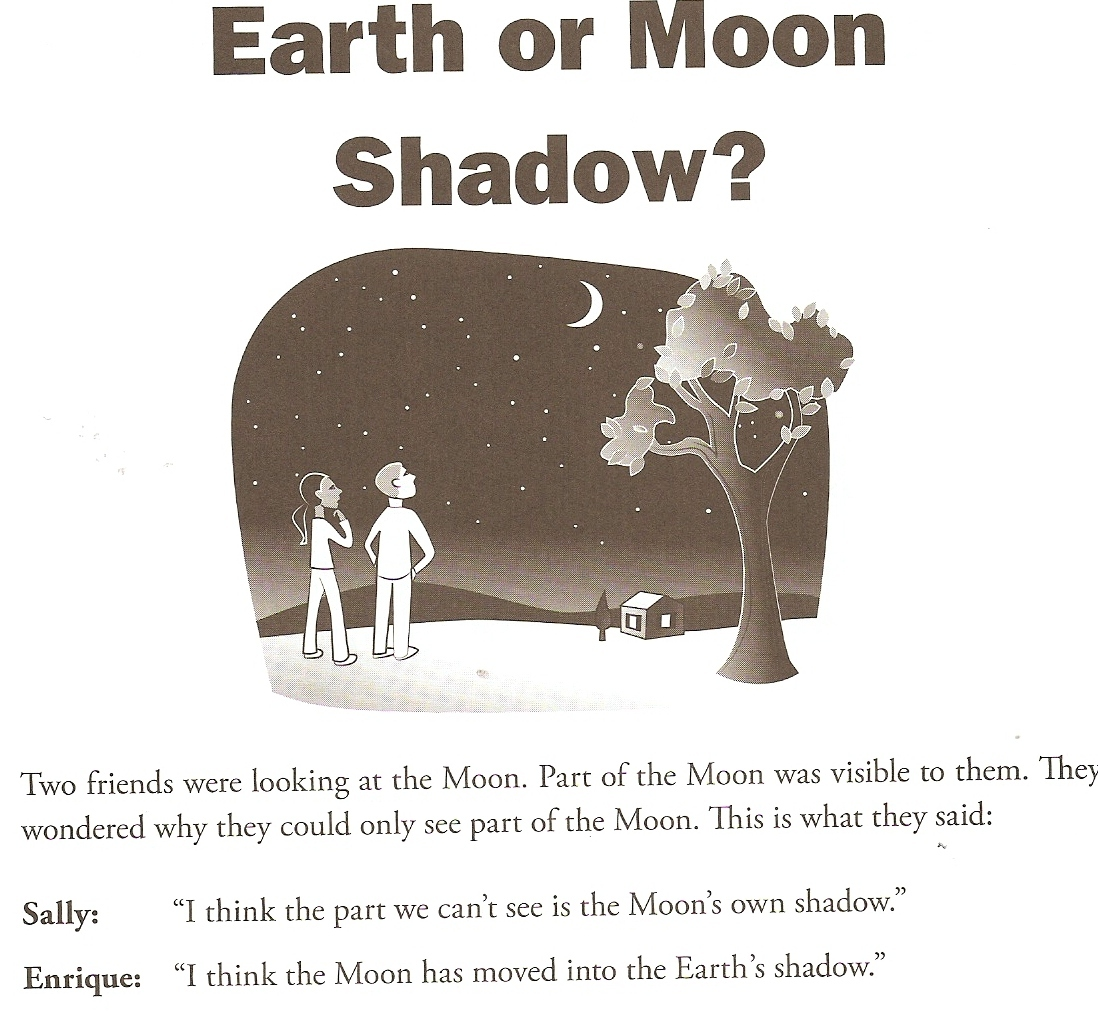 Earth or Moon
Shadow?
Two friends were looking at the Moon. Part of the Moon was visible to them. They
wondered why they could only see part of the Moon. This is what they said:
Sally: “I think the part we can’t see is the Moon’s own shadow.”
Enrique: “I think the Moon has moved into the Earth’s shadow.”